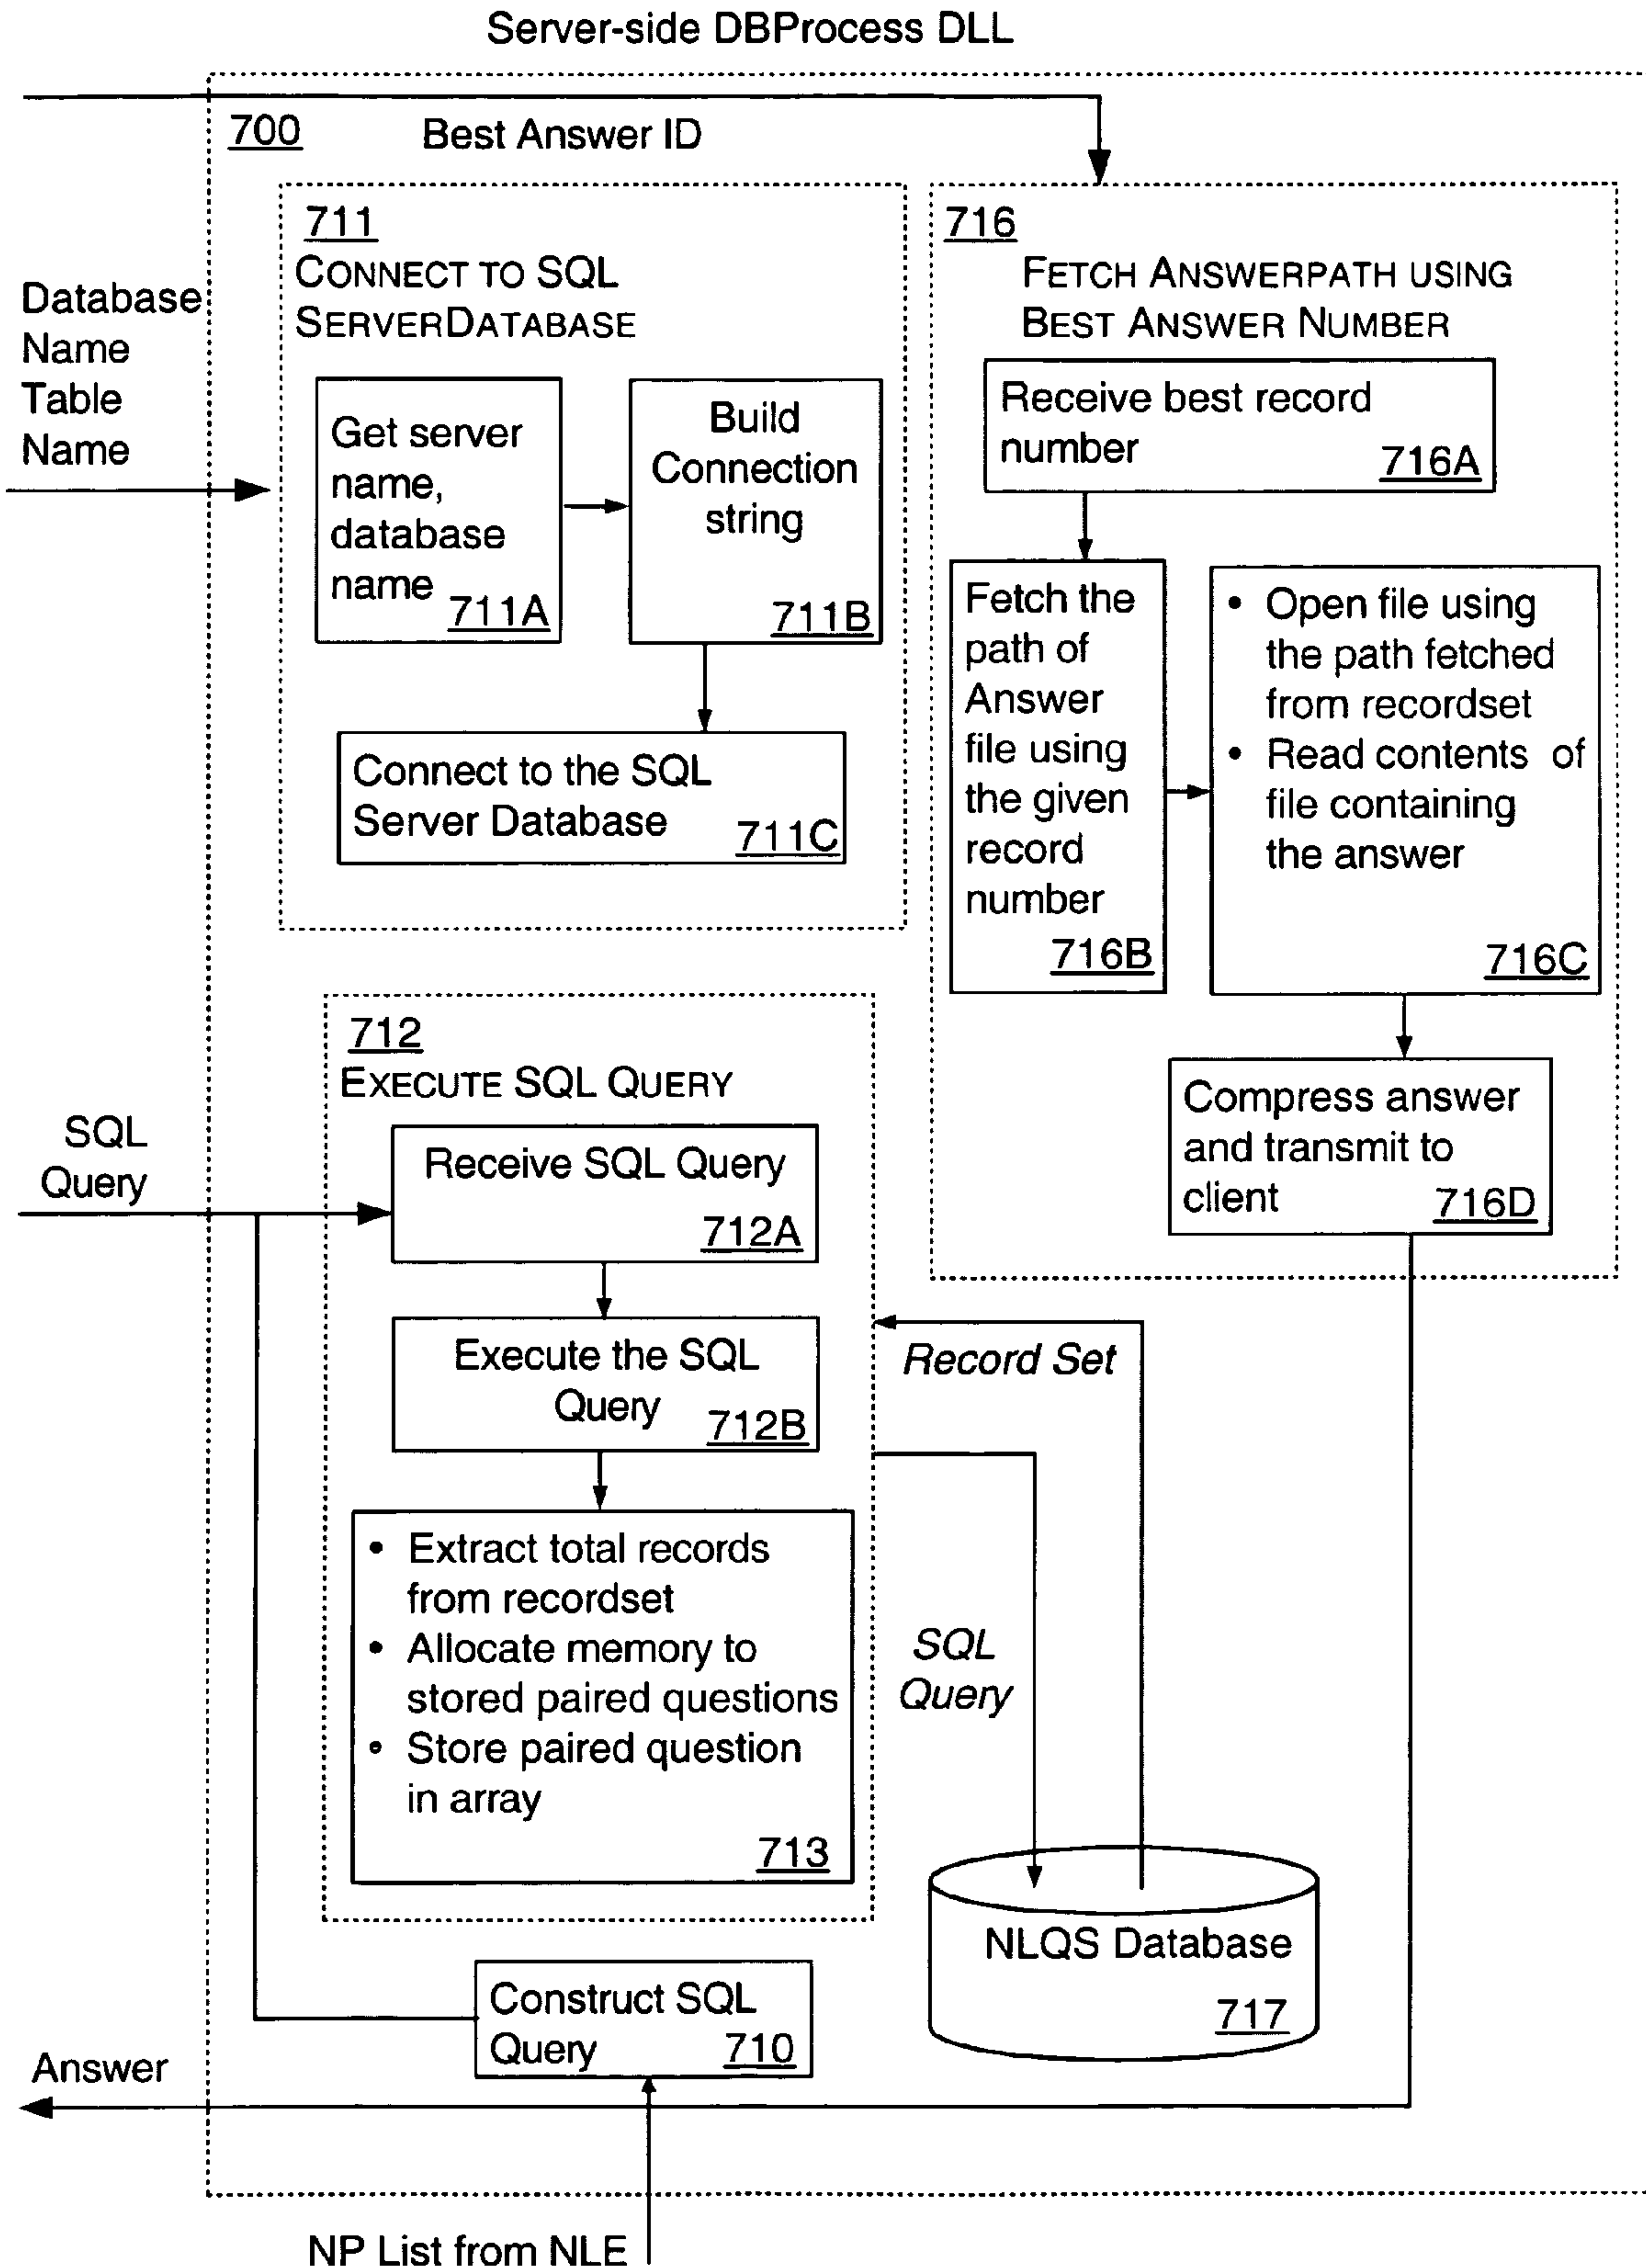 Server-side DBProcess DLL
700
Best Answer ID
Database
Name
Table
Name
711
CONNECT TO SQL
SERVERDATABASE
Get server
name,
database
name
711A
Build
Connection
string
711B
Connect to the SQL
Server Database
711C
716
FETCH ANSWERPATH USING
BEST ANSWER NUMBER
Receive best record
number
716A
Fetch the
path of
Answer
file using
the given
record
number
716B
• Open file using
the path fetched
from recordset
• Read contents of
file containing
the answer
716C
Compress answer
and transmit to
client
716D
SQL
Query
712
EXECUTE SQL QUERY
Receive SQL Query
712A
Execute the SQL
Query
712B
• Extract total records
from recordset
• Allocate memory to
stored paired questions
• Store paired question
in array
713
Record Set
SQL
Query
NLQS Database
717
Construct SQL
Query
710
Answer
NP List from NLE